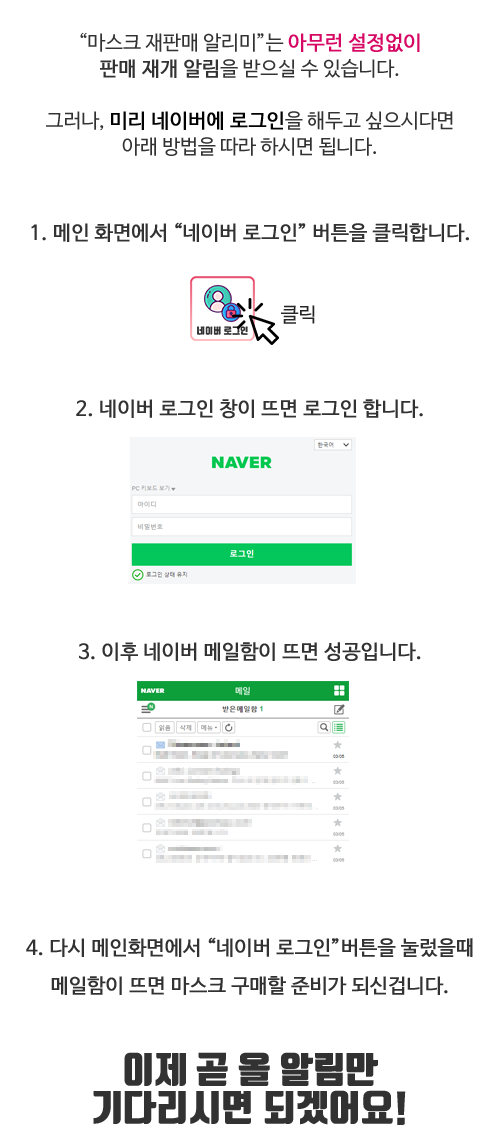 “마스크 재판매 알리미”는 아무런 설정없이
판매 재개 알림을 받으실 수 있습니다.
그러나, 미리 네이버에 로그인을 해두고 싶으시다면
아래 방법을 따라 하시면 됩니다.
1. 메인 화면에서 “네이버 로그인” 버튼을 클릭합니다.
네이버 로그인
클릭
2. 네이버 로그인 창이 뜨면 로그인 합니다.
한국어
NAVER
PC 키보드 보기
아이디
비밀번호
로그인
로그인 상태 유지
3. 이후 네이버 메일함이 뜨면 성공입니다.
NAVER 메일
N 받은메일함 1
읽음 삭제 메뉴
03:06
03:06
03:06
03:06
4. 다시 메인화면에서 “네이버 로그인”버튼을 눌렀을때
메일함이 뜨면 마스크 구매할 준비가 되신겁니다.
이제 곧 올 알림만
기다리시면 되겠어요!